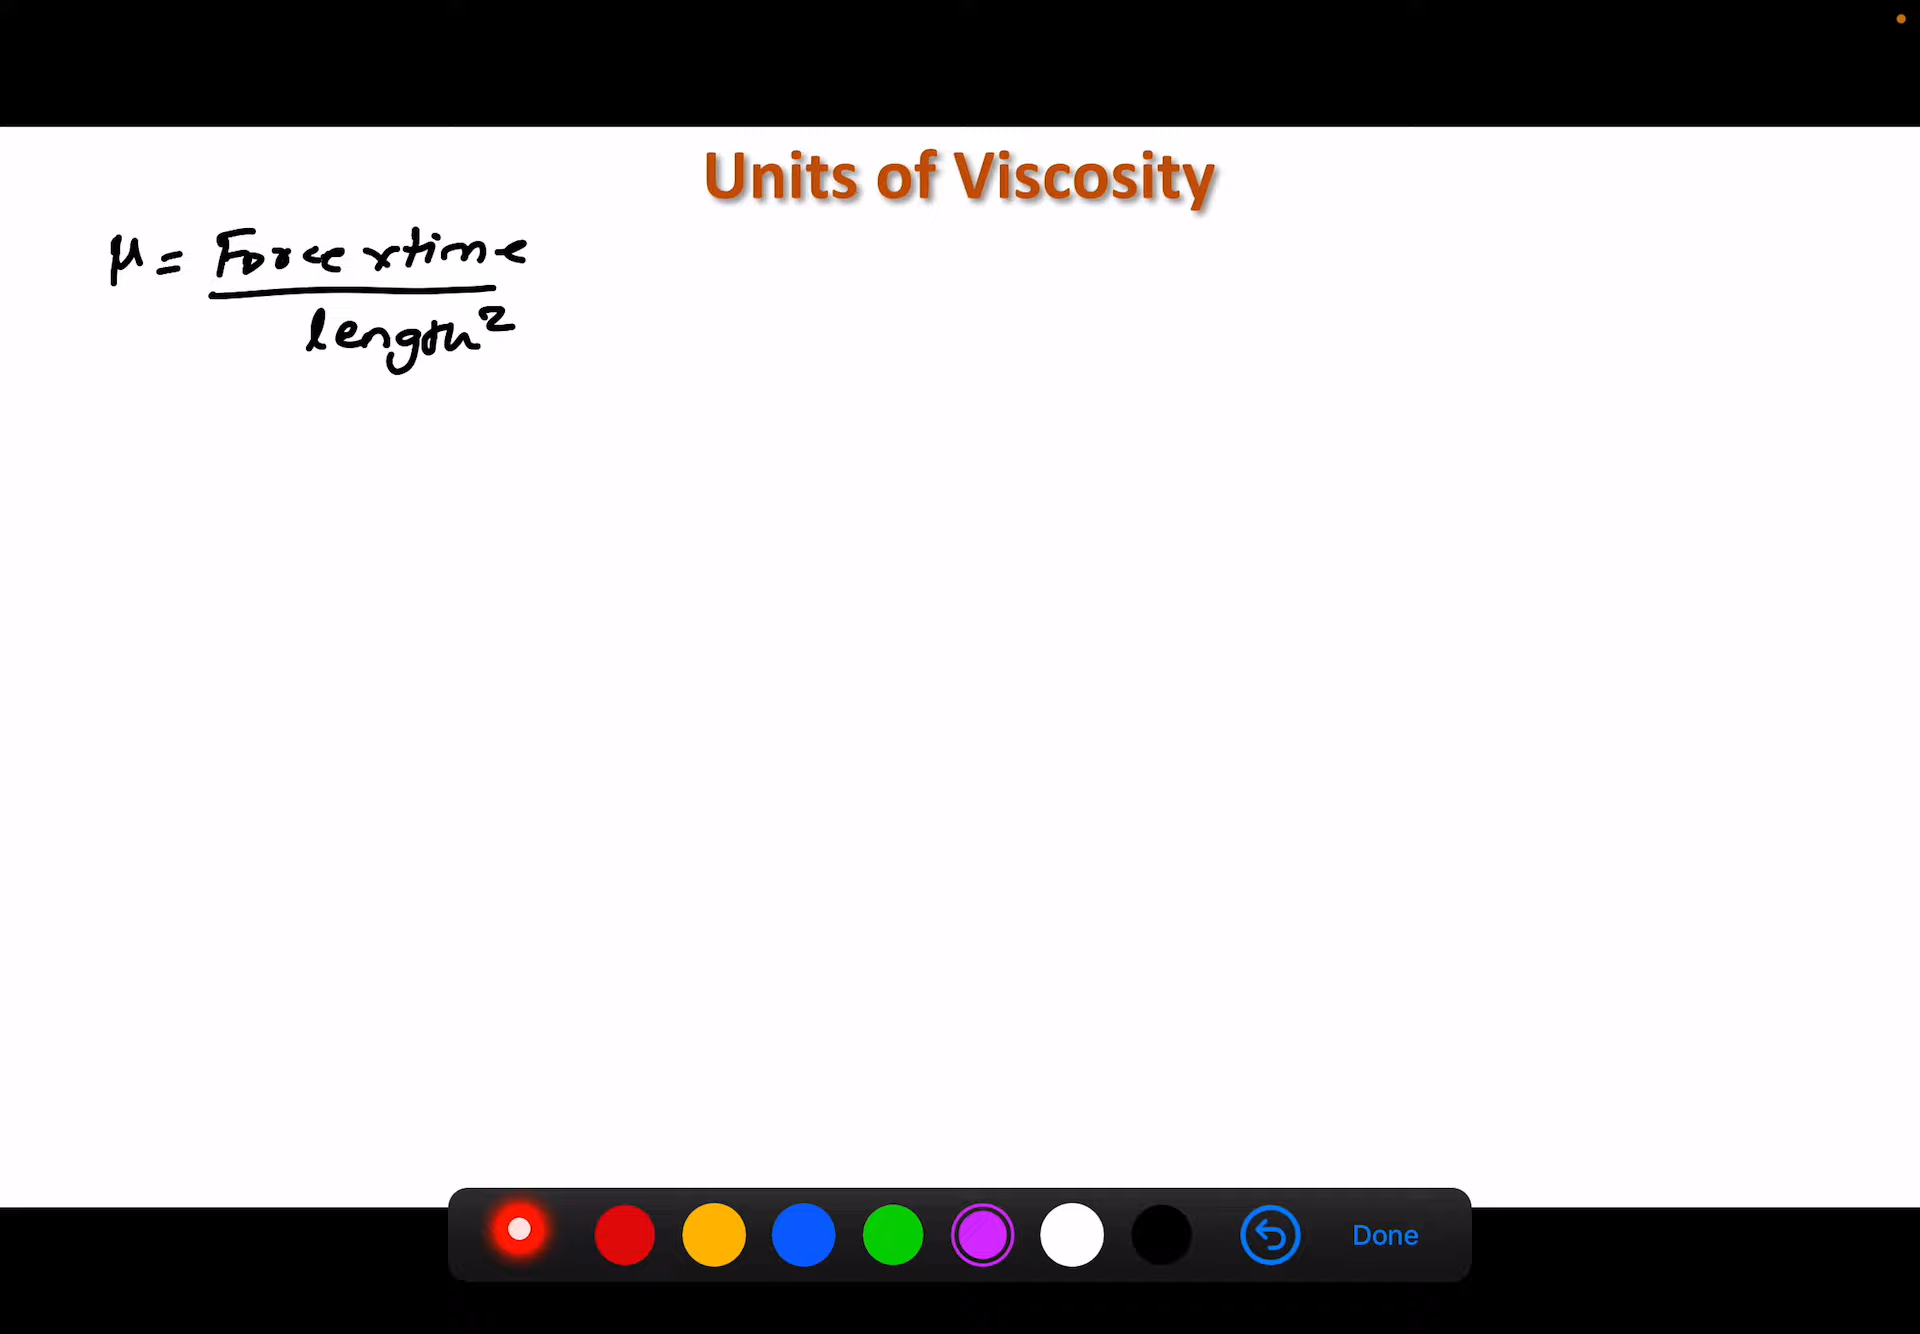 Units of Viscosity
μ = Force x time
length²
Done